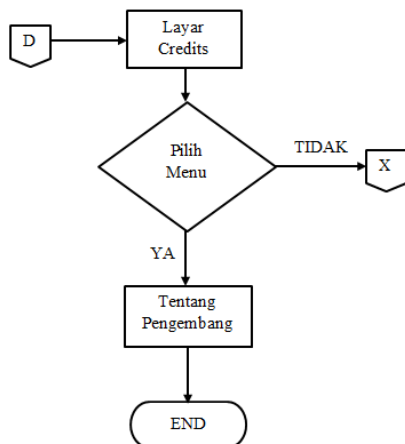 D
Layar
Credits
Pilih
Menu
TIDAK
X
YA
Tentang
Pengembang
END